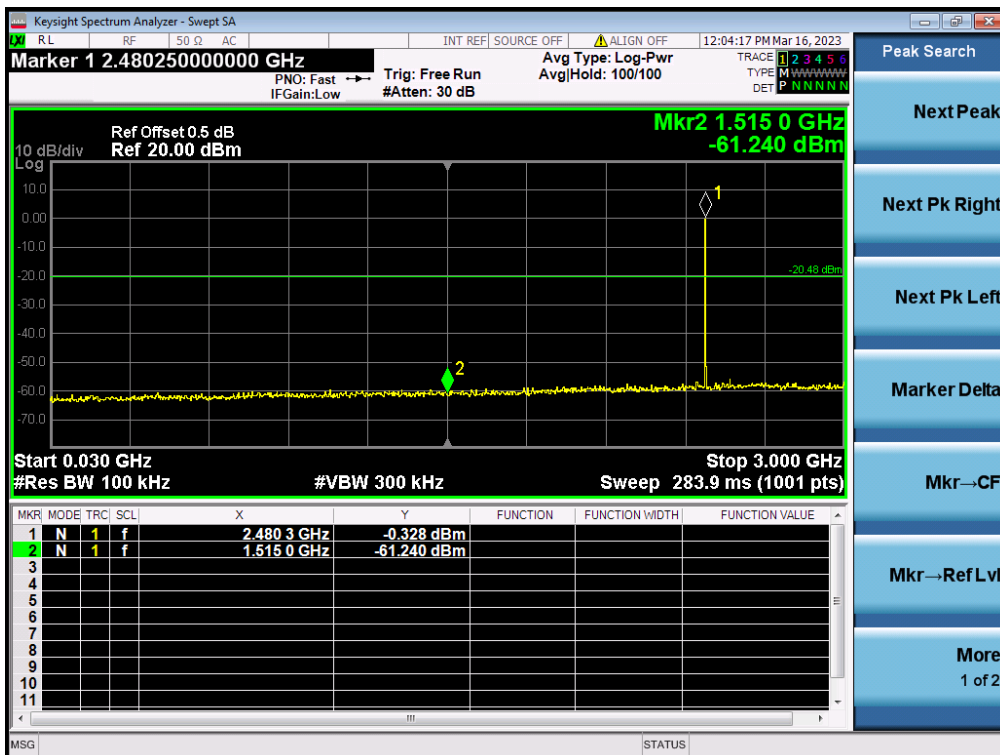 Keysight Spectrum Analyzer - Swept SA
LXI RL RF 50 Ω AC INT REF SOURCE OFF ALIGN OFF 12:04:17 PM Mar 16, 2023
Marker 1 2.480250000000 GHz
PNO: Fast
IFGain:Low
Trig: Free Run
#Atten: 30 dB
Avg Type: Log-Pwr
Avg|Hold: 100/100
TRACE 1 2 3 4 5 6
TYPE M WWWWW
DET P N N N N N
Peak Search
Next Peak
Next Pk Right
Next Pk Left
Marker Delta
Mkr→CF
Mkr→Ref Lvl
More
1 of 2
Ref Offset 0.5 dB
10 dB/div Ref 20.00 dBm
Log
Mkr2 1.515 0 GHz
-61.240 dBm
10.0
0.00
-10.0
-20.0
-30.0
-40.0
-50.0
-60.0
-70.0
1
2
-20.48 dBm
Start 0.030 GHz Stop 3.000 GHz
#Res BW 100 kHz #VBW 300 kHz Sweep 283.9 ms (1001 pts)
MKR MODE TRC SCL X Y FUNCTION FUNCTION WIDTH FUNCTION VALUE
1 N 1 f 2.480 3 GHz -0.328 dBm
2 N 1 f 1.515 0 GHz -61.240 dBm
3
4
5
6
7
8
9
10
11
MSG STATUS